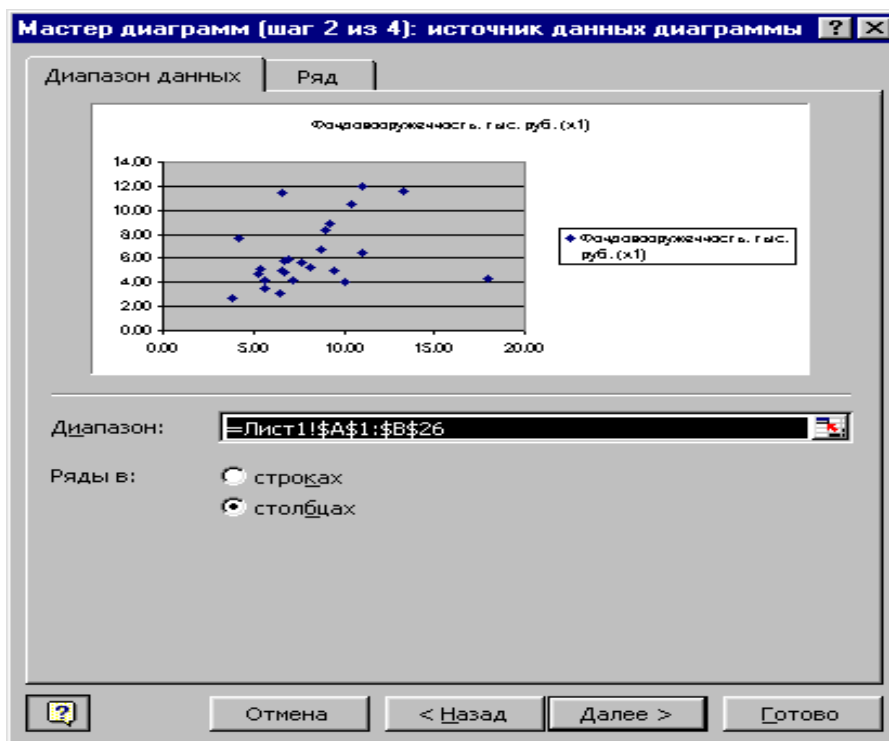 Мастер диаграмм (шаг 2 из 4): источник данных диаграммы
Диапазон данных
Ряд
Фондовооруженность. тыс. руб. (x1)
14.00
12.00
10.00
8.00
6.00
4.00
2.00
0.00
0.00 5.00 10.00 15.00 20.00
Фондовооруженность. тыс.
руб. (x1)
Диапазон: =Лист1!$A$1:$B$26
Ряды в: строках
столбцах
Отмена < Назад Далее > Готово